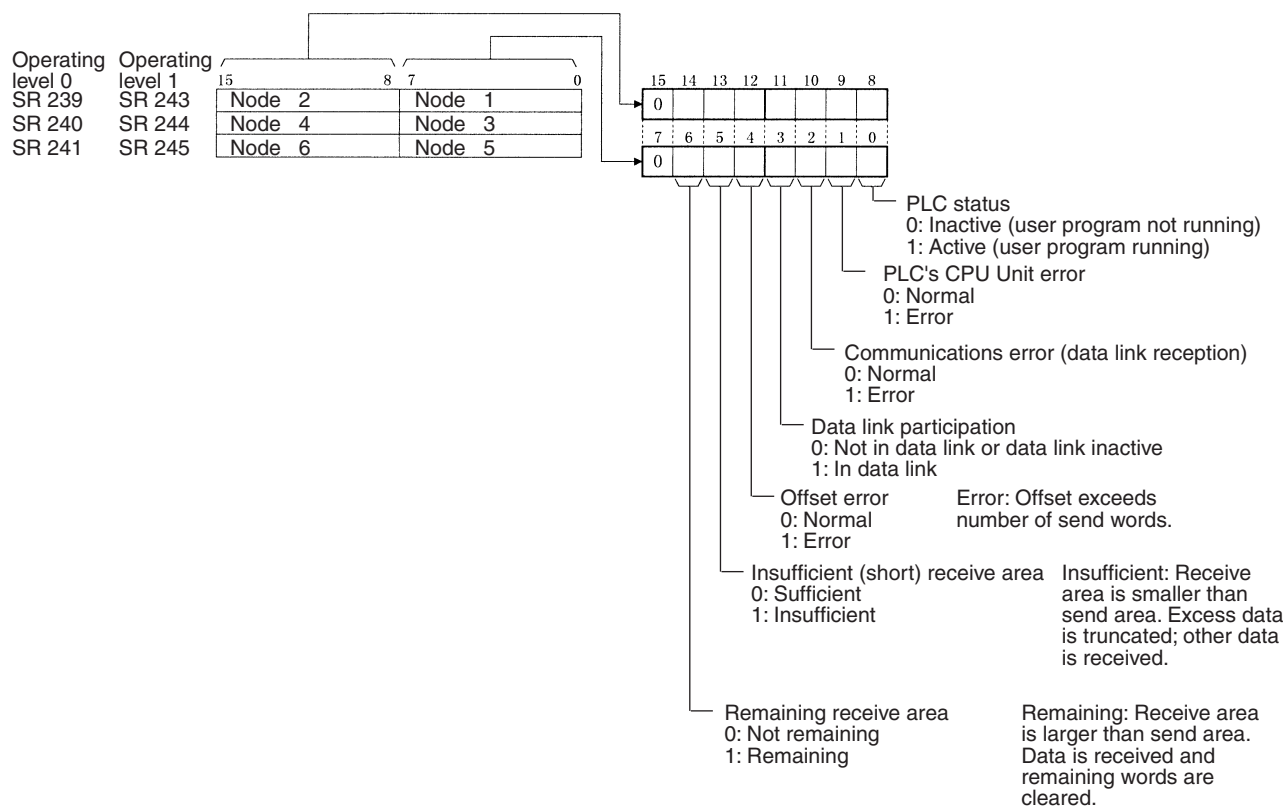 Operating Operating
level 0 level 1 15 8 7 0
SR 239 SR 243 Node 2 Node 1
SR 240 SR 244 Node 4 Node 3
SR 241 SR 245 Node 6 Node 5
15 14 13 12 11 10 9 8
0
7 6 5 4 3 2 1 0
0
PLC status
0: Inactive (user program not running)
1: Active (user program running)
PLC's CPU Unit error
0: Normal
1: Error
Communications error (data link reception)
0: Normal
1: Error
Data link participation
0: Not in data link or data link inactive
1: In data link
Offset error
0: Normal
1: Error
Error: Offset exceeds
number of send words.
Insufficient (short) receive area
0: Sufficient
1: Insufficient
Insufficient: Receive
area is smaller than
send area. Excess data
is truncated; other data
is received.
Remaining receive area
0: Not remaining
1: Remaining
Remaining: Receive area
is larger than send area.
Data is received and
remaining words are
cleared.